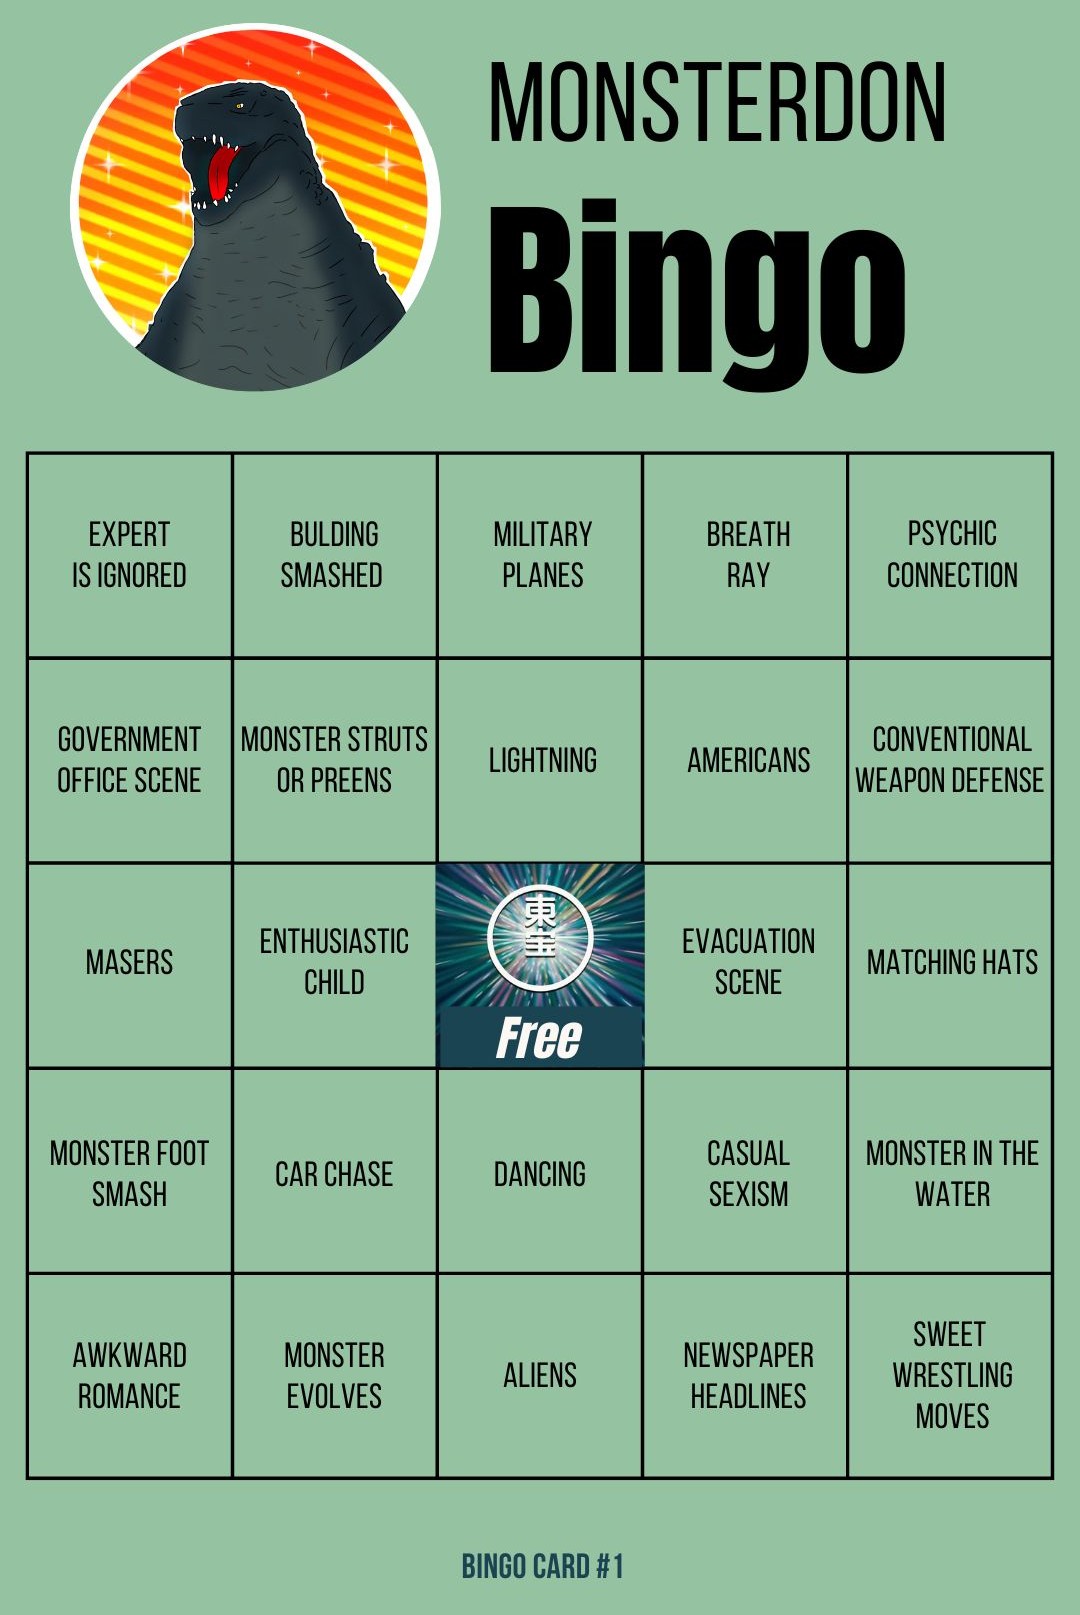 MONSTERDON
Bingo
EXPERT
IS IGNORED
BULDING
SMASHED
MILITARY
PLANES
BREATH
RAY
PSYCHIC
CONNECTION
GOVERNMENT
OFFICE SCENE
MONSTER STRUTS
OR PREENS
LIGHTNING
AMERICANS
CONVENTIONAL
WEAPON DEFENSE
MASERS
ENTHUSIASTIC
CHILD
東
宝
Free
EVACUATION
SCENE
MATCHING HATS
MONSTER FOOT
SMASH
CAR CHASE
DANCING
CASUAL
SEXISM
MONSTER IN THE
WATER
AWKWARD
ROMANCE
MONSTER
EVOLVES
ALIENS
NEWSPAPER
HEADLINES
SWEET
WRESTLING
MOVES
BINGO CARD #1